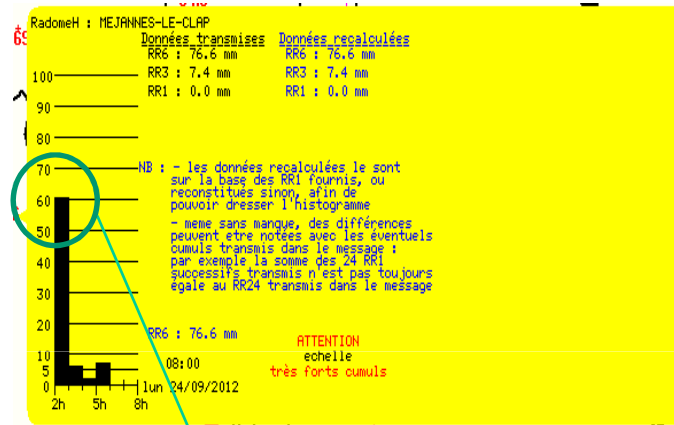 RadomeH : MEJANNES-LE-CLAP
Données transmises Données recalculées
RR6 : 76.6 mm RR6 : 76.6 mm
RR3 : 7.4 mm RR3 : 7.4 mm
RR1 : 0.0 mm RR1 : 0.0 mm
100
90
80
70
60
50
40
30
20
10
5
0
2h 5h 8h
NB : - les données recalculées le sont
sur la base des RR1 fournis, ou
reconstitués sinon, afin de
pouvoir dresser l'histogramme
- meme sans manque, des différences
peuvent etre notées avec les éventuels
cumuls transmis dans le message :
par exemple la somme des 24 RR1
successifs transmis n'est pas toujours
égale au RR24 transmis dans le message
RR6 : 76.6 mm
08:00
lun 24/09/2012
ATTENTION
echelle
très forts cumuls